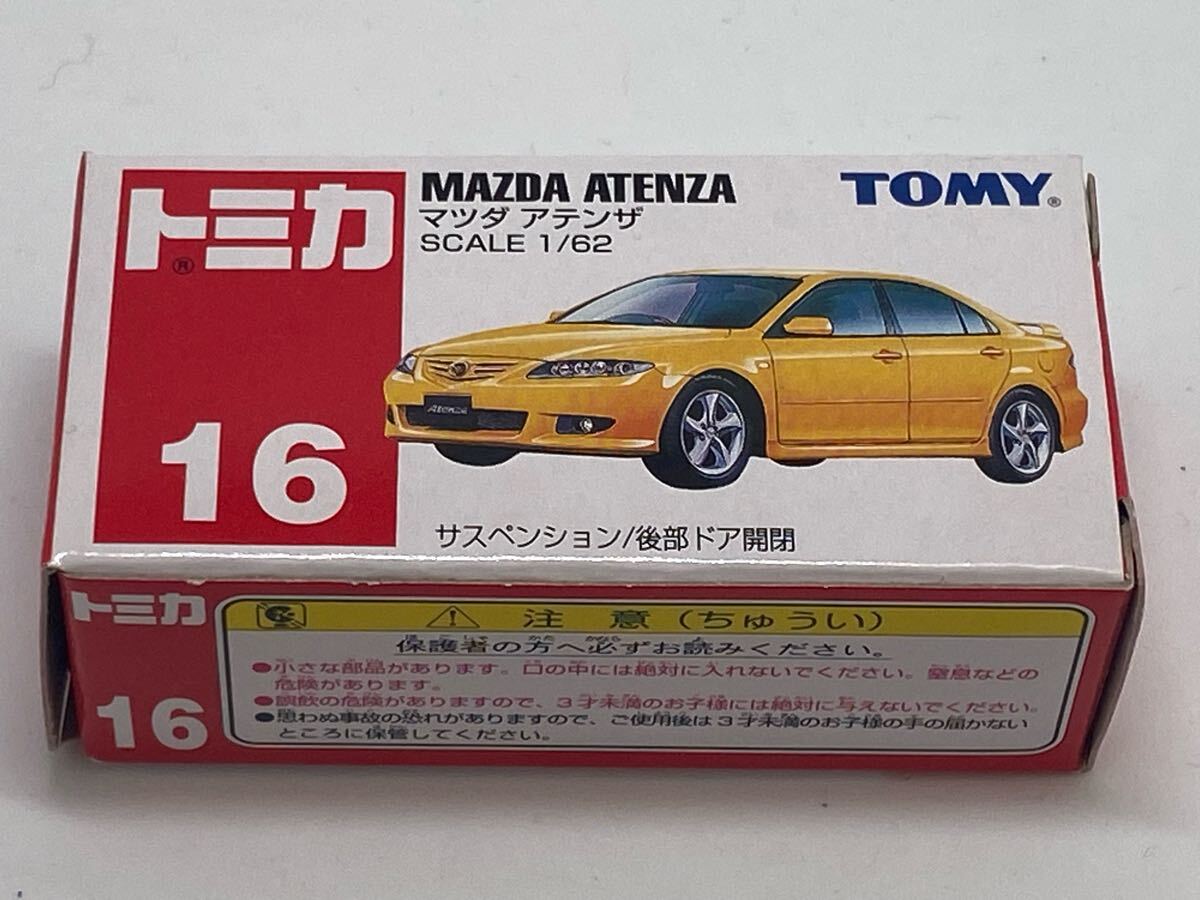 トミカ®
16
MAZDA ATENZA
マツダ アテンザ
SCALE 1/62
TOMY®
ATENZA
サスペンション/後部ドア開閉
トミカ
16
⚠ 注 意 (ちゅうい)
保護者の方へ必ずお読みください。
●小さな部品があります。口の中には絶対に入れないでください。窒息などの
危険があります。
●誤飲の危険がありますので、3才未満のお子様には絶対に与えないでください。
●思わぬ事故の恐れがありますので、ご使用後は3才未満のお子様の手の届かない
ところに保管してください。